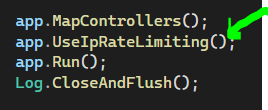 app.MapControllers();
app.UseIpRateLimiting();
app.Run();
Log.CloseAndFlush();